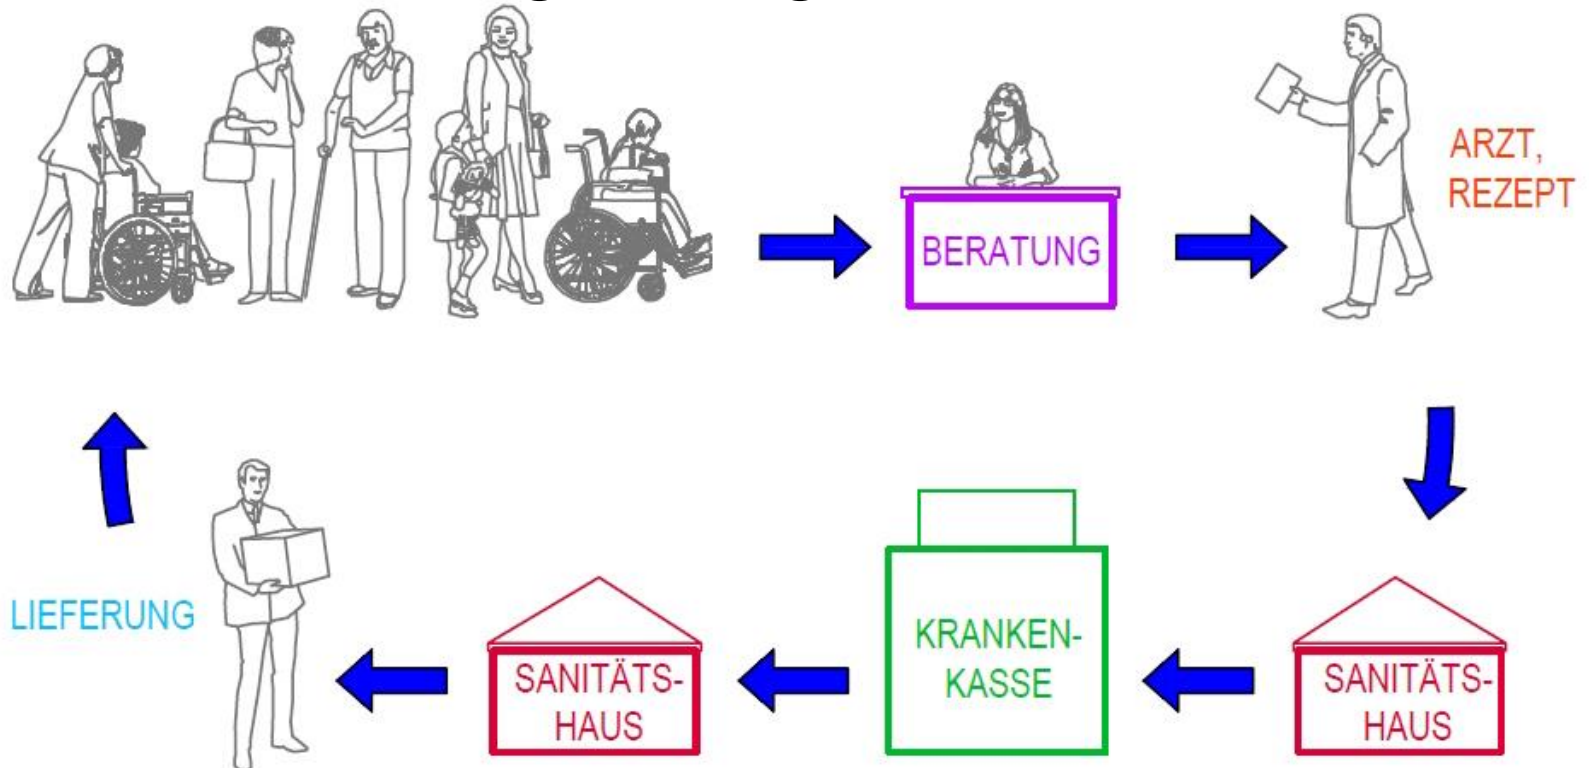 BERATUNG
ARZT,
REZEPT
LIEFERUNG
SANITÄTS-
HAUS
KRANKEN-
KASSE
SANITÄTS-
HAUS